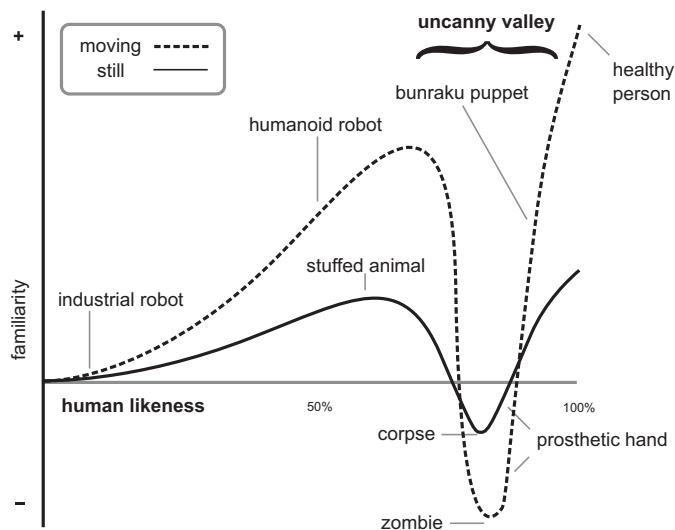 +
uncanny valley
moving
still
healthy
person
bunraku puppet
humanoid robot
stuffed animal
industrial robot
familiarity
human likeness
50%
100%
corpse
prosthetic hand
−
zombie